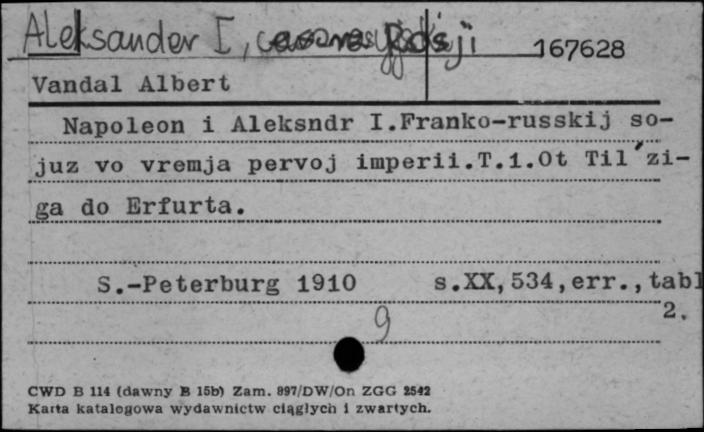 Aleksander I, 167628
Vandal Albert
Napoleon i Aleksndr I.Franko-russkij so-
juz vo vremja pervoj imperii.T.1.Ot Til'zi-
ga do Erfurta.
S.-Peterburg 1910 s.XX,534,err.,tabl
2.
9
CWD B 114 (dawny B 15b) Zam. 897/DW/On ZGG 2542
Karta katalogowa wydawnictw ciągłych i zwartych.